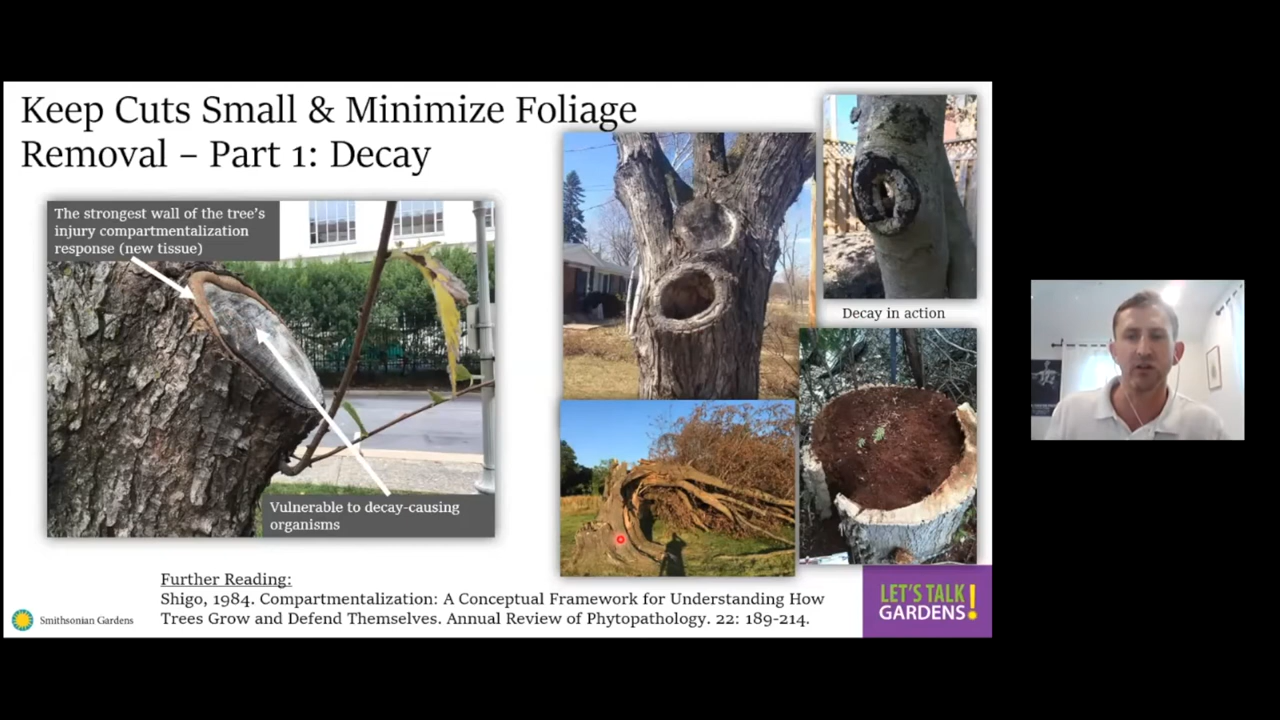 Keep Cuts Small & Minimize Foliage
Removal – Part 1: Decay
The strongest wall of the tree's
injury compartmentalization
response (new tissue)
Vulnerable to decay-causing
organisms
Decay in action
Further Reading:
Shigo, 1984. Compartmentalization: A Conceptual Framework for Understanding How
Trees Grow and Defend Themselves. Annual Review of Phytopathology. 22: 189-214.
Smithsonian Gardens
LET'S TALK
GARDENS!